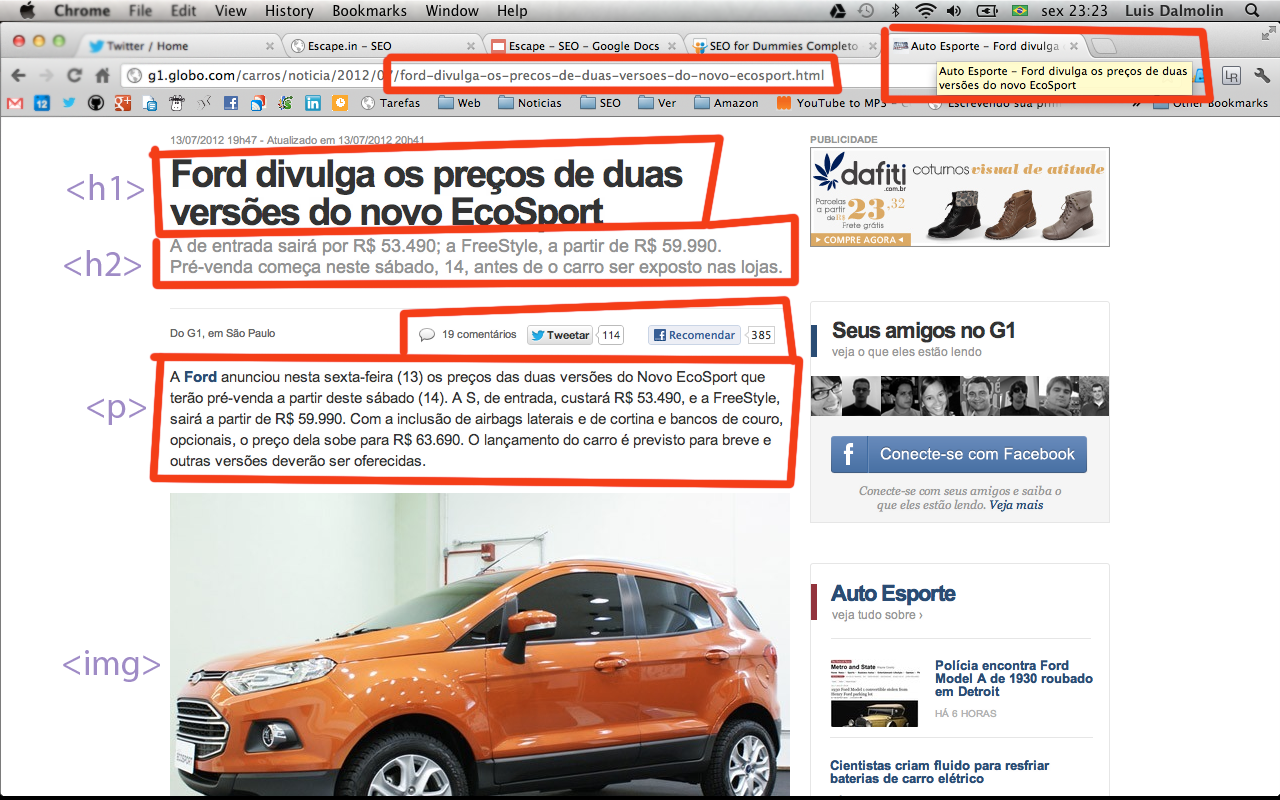 Chrome File Edit View History Bookmarks Window Help sex 23:23 Luis Dalmolin
Twitter / Home
Escape.in – SEO
Escape – SEO – Google Docs
SEO for Dummies Completo
Auto Esporte – Ford divulga
g1.globo.com/carros/noticia/2012/07/ford-divulga-os-precos-de-duas-versoes-do-novo-ecosport.html
Auto Esporte – Ford divulga os preços de duas
versões do novo EcoSport
LR
12
Tarefas Web Noticias SEO Ver Amazon YouTube to MP3 Escrevendo sua Other Bookmarks
13/07/2012 19h47 - Atualizado em 13/07/2012 20h41
<h1>
Ford divulga os preços de duas
versões do novo EcoSport
<h2>
A de entrada sairá por R$ 53.490; a FreeStyle, a partir de R$ 59.990.
Pré-venda começa neste sábado, 14, antes de o carro ser exposto nas lojas.
Do G1, em São Paulo
19 comentários
Tweetar
114
Recomendar
385
<p>
A Ford anunciou nesta sexta-feira (13) os preços das duas versões do Novo EcoSport que
terão pré-venda a partir deste sábado (14). A S, de entrada, custará R$ 53.490, e a FreeStyle,
sairá a partir de R$ 59.990. Com a inclusão de airbags laterais e de cortina e bancos de couro,
opcionais, o preço dela sobe para R$ 63.690. O lançamento do carro é previsto para breve e
outras versões deverão ser oferecidas.
<img>
ECOSPORT
PUBLICIDADE
dafiti
.com.br
coturnos visual de atitude
Parcelas
a partir
de R$
23,32
Frete grátis
COMPRE AGORA
Seus amigos no G1
veja o que eles estão lendo
Conecte-se com Facebook
Conecte-se com seus amigos e saiba o
que eles estão lendo. Veja mais
Auto Esporte
veja tudo sobre ›
Metro and State
Polícia encontra Ford
Model A de 1930 roubado
em Detroit
HÁ 6 HORAS
Cientistas criam fluido para resfriar
baterias de carro elétrico